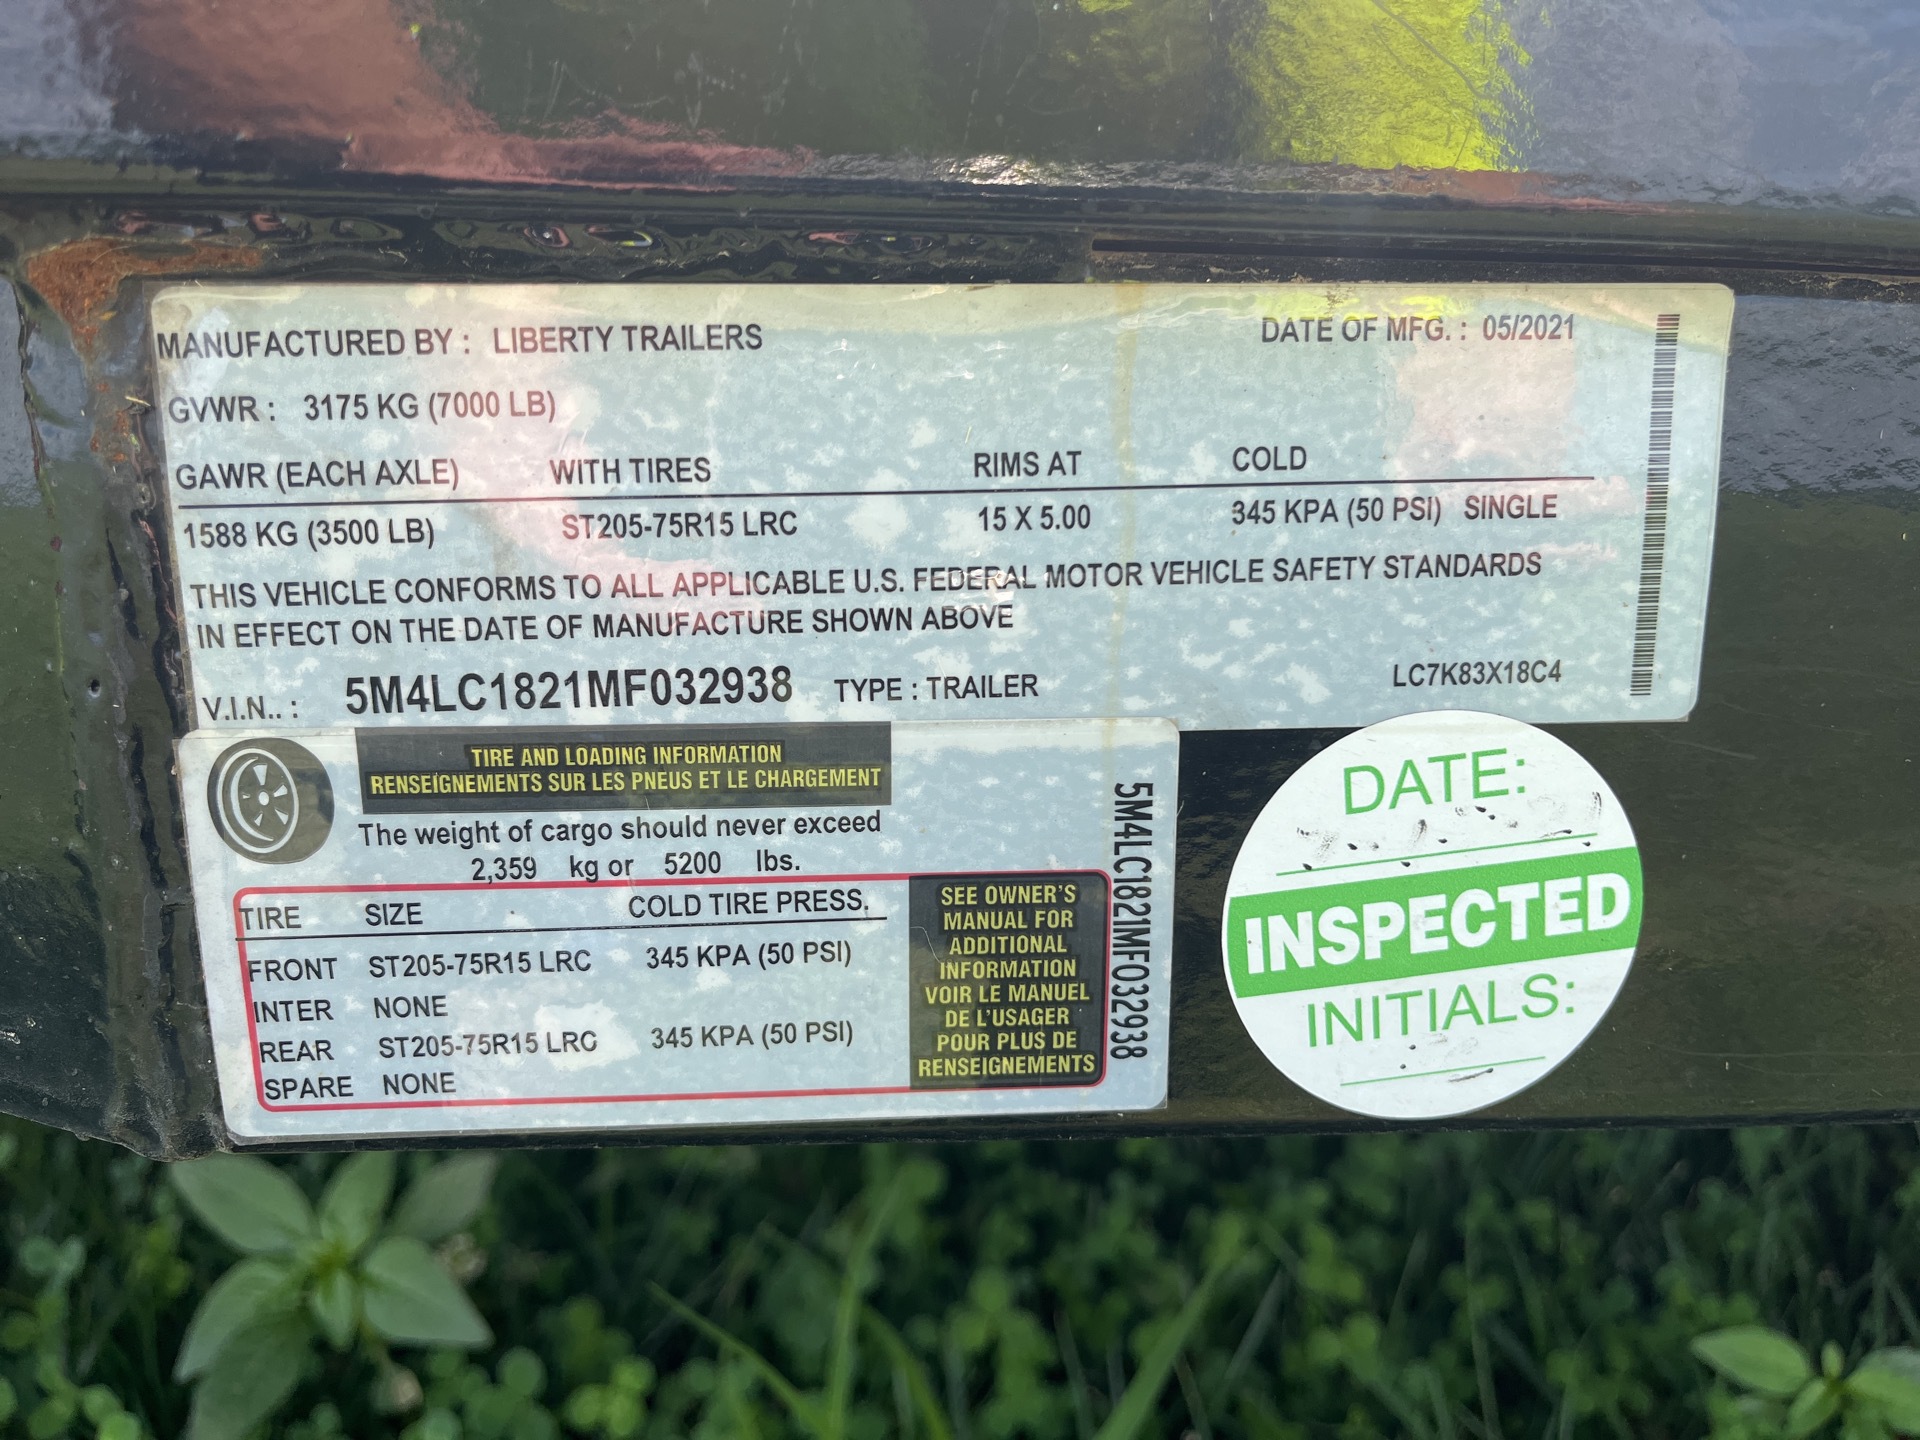 MANUFACTURED BY : LIBERTY TRAILERS DATE OF MFG. : 05/2021
GVWR : 3175 KG (7000 LB)
GAWR (EACH AXLE) WITH TIRES RIMS AT COLD
1588 KG (3500 LB) ST205-75R15 LRC 15 X 5.00 345 KPA (50 PSI) SINGLE
THIS VEHICLE CONFORMS TO ALL APPLICABLE U.S. FEDERAL MOTOR VEHICLE SAFETY STANDARDS
IN EFFECT ON THE DATE OF MANUFACTURE SHOWN ABOVE
V.I.N.. : 5M4LC1821MF032938 TYPE : TRAILER LC7K83X18C4
TIRE AND LOADING INFORMATION
RENSEIGNEMENTS SUR LES PNEUS ET LE CHARGEMENT
The weight of cargo should never exceed
2,359 kg or 5200 lbs.
TIRE SIZE COLD TIRE PRESS.
FRONT ST205-75R15 LRC 345 KPA (50 PSI)
INTER NONE
REAR ST205-75R15 LRC 345 KPA (50 PSI)
SPARE NONE
SEE OWNER'S
MANUAL FOR
ADDITIONAL
INFORMATION
VOIR LE MANUEL
DE L'USAGER
POUR PLUS DE
RENSEIGNEMENTS
5M4LC1821MF032938
DATE:
INSPECTED
INITIALS: